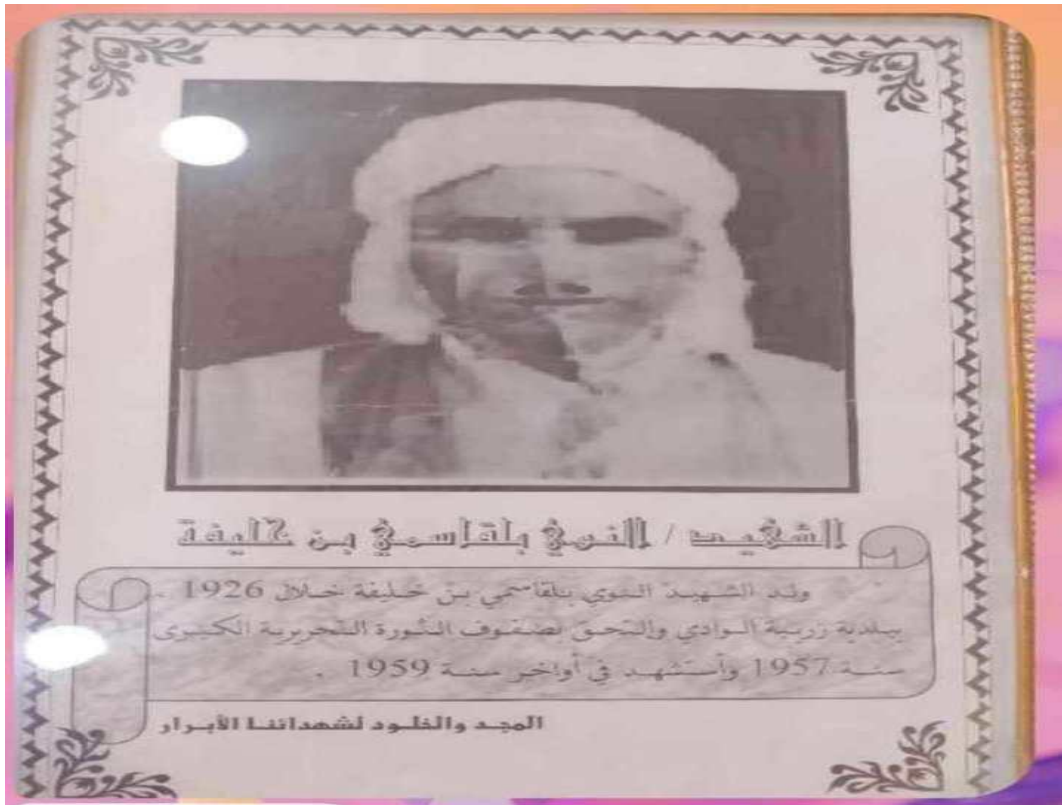 الشهيد / النوي بلقاسمي بن خليفة
ولد الشهيد النوي بلقاسمي بن خليفة خلال 1926
ببلدية زريبة الوادي والتحق بصفوف الثورة التحريرية الكبرى
سنة 1957 وأستشهد في أواخر سنة 1959 .
المجد والخلود لشهدائنا الأبرار